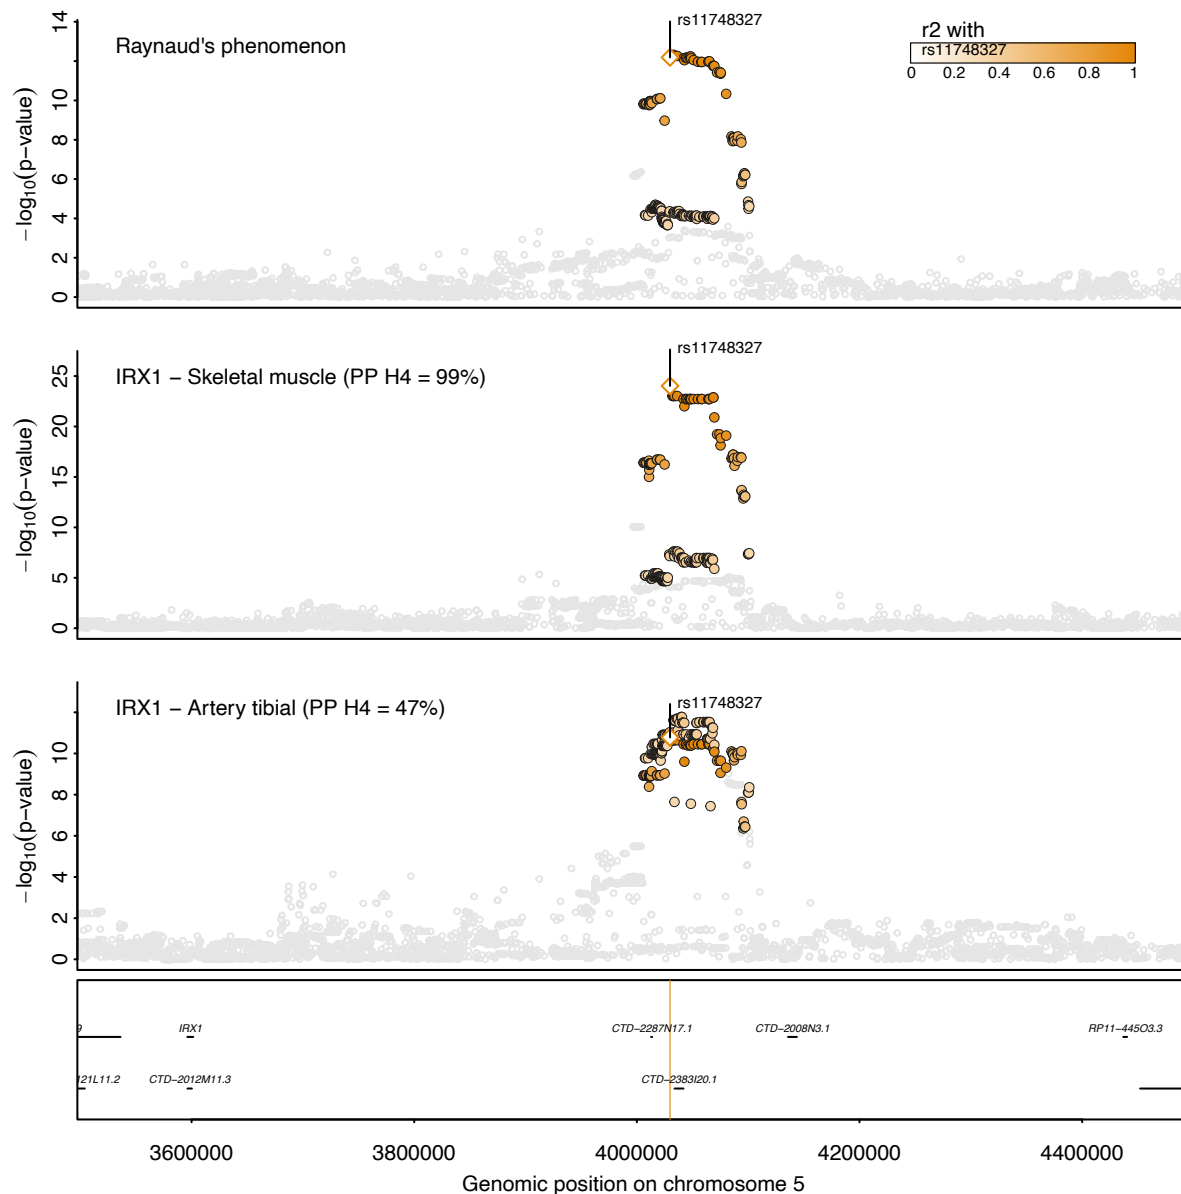 rs11748327
Raynaud's phenomenon
r2 with
rs11748327
0 0.2 0.4 0.6 0.8 1
−log10(p−value)
14
10
8
6
4
2
0
rs11748327
IRX1 − Skeletal muscle (PP H4 = 99%)
−log10(p−value)
25
20
15
10
5
0
rs11748327
IRX1 − Artery tibial (PP H4 = 47%)
−log10(p−value)
10
8
6
4
2
0
9 IRX1 CTD−2287N17.1 CTD−2008N3.1 RP11−445O3.3
121L11.2 CTD−2012M11.3 CTD−2383I20.1
3600000 3800000 4000000 4200000 4400000
Genomic position on chromosome 5